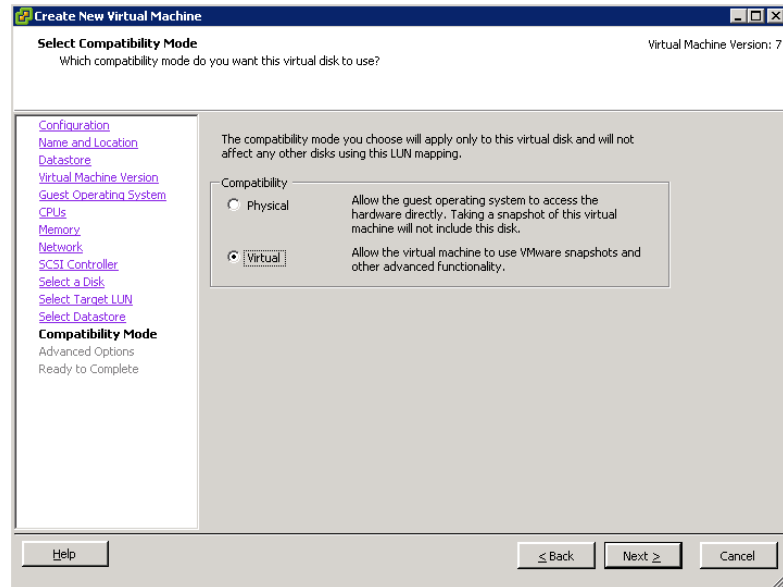 Create New Virtual Machine
Select Compatibility Mode
Which compatibility mode do you want this virtual disk to use?
Virtual Machine Version: 7
Configuration
Name and Location
Datastore
Virtual Machine Version
Guest Operating System
CPUs
Memory
Network
SCSI Controller
Select a Disk
Select Target LUN
Select Datastore
Compatibility Mode
Advanced Options
Ready to Complete
The compatibility mode you choose will apply only to this virtual disk and will not
affect any other disks using this LUN mapping.
Compatibility
Physical
Allow the guest operating system to access the
hardware directly. Taking a snapshot of this virtual
machine will not include this disk.
Virtual
Allow the virtual machine to use VMware snapshots and
other advanced functionality.
Help
< Back
Next >
Cancel